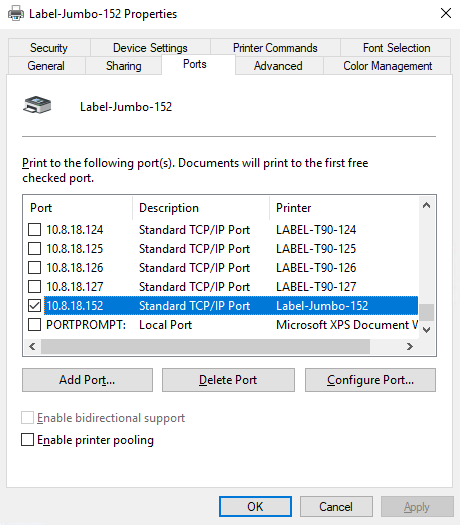 Label-Jumbo-152 Properties
Security Device Settings Printer Commands Font Selection
General Sharing Ports Advanced Color Management
Label-Jumbo-152
Print to the following port(s). Documents will print to the first free
checked port.
Port Description Printer
10.8.18.124 Standard TCP/IP Port LABEL-T90-124
10.8.18.125 Standard TCP/IP Port LABEL-T90-125
10.8.18.126 Standard TCP/IP Port LABEL-T90-126
10.8.18.127 Standard TCP/IP Port LABEL-T90-127
10.8.18.152 Standard TCP/IP Port Label-Jumbo-152
PORTPROMPT: Local Port Microsoft XPS Document W
Add Port... Delete Port Configure Port...
Enable bidirectional support
Enable printer pooling
OK Cancel Apply